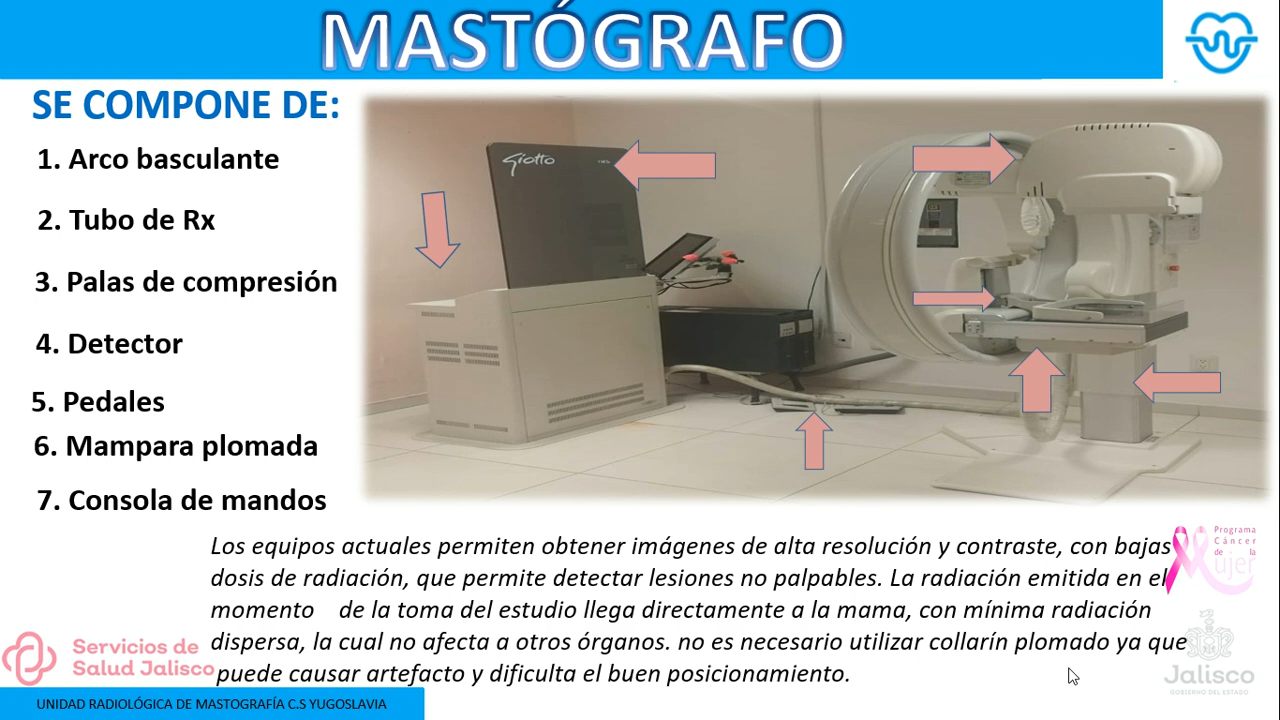 MASTÓGRAFO
SE COMPONE DE:
1. Arco basculante
2. Tubo de Rx
3. Palas de compresión
4. Detector
5. Pedales
6. Mampara plomada
7. Consola de mandos
Giotto
Los equipos actuales permiten obtener imágenes de alta resolución y contraste, con bajas
dosis de radiación, que permite detectar lesiones no palpables. La radiación emitida en el
momento de la toma del estudio llega directamente a la mama, con mínima radiación
dispersa, la cual no afecta a otros órganos. no es necesario utilizar collarín plomado ya que
puede causar artefacto y dificulta el buen posicionamiento.
Programa
Cáncer
de la
Mujer
Servicios de
Salud Jalisco
Jalisco
GOBIERNO DEL ESTADO
UNIDAD RADIOLÓGICA DE MASTOGRAFÍA C.S YUGOSLAVIA